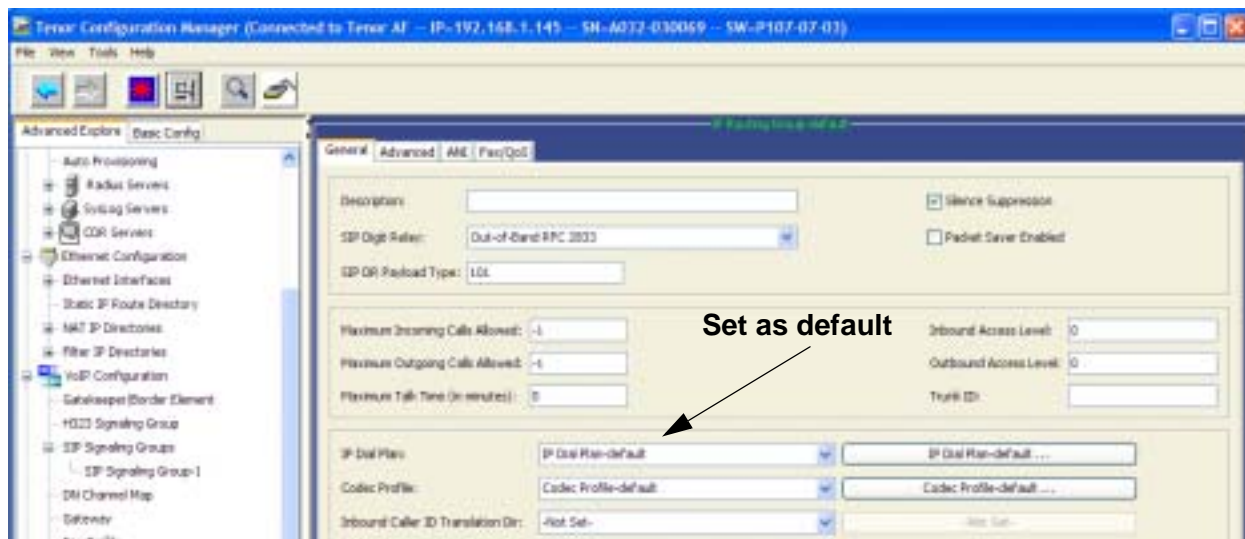 Tenor Configuration Manager (Connected to Tenor AF -- IP-192.168.1.145 -- SN-A032-030069 -- SW-P107-07-03)
File View Tools Help
Advanced Explore Basic Config
Auto Provisioning
Radius Servers
SysLog Servers
CDR Servers
Ethernet Configuration
Ethernet Interfaces
Static IP Route Directory
NAT IP Directories
Filter IP Directories
VoIP Configuration
Gatekeeper/Border Element
H323 Signaling Group
SIP Signaling Groups
SIP Signaling Group-1
DN Channel Map
Gateway
IP Routing Group-default
General Advanced ANI Fax/QoS
Description:
Silence Suppression
SIP Digit Relay: Out-of-Band RFC 2833
Packet Saver Enabled
SIP DR Payload Type: 101
Set as default
Maximum Incoming Calls Allowed: -1
Inbound Access Level: 0
Maximum Outgoing Calls Allowed: -1
Outbound Access Level: 0
Maximum Talk Time (in minutes): 0
Trunk ID:
IP Dial Plan: IP Dial Plan-default IP Dial Plan-default ...
Codec Profile: Codec Profile-default Codec Profile-default ...
Inbound Caller ID Translation Dir: -Not Set- -Not Set-